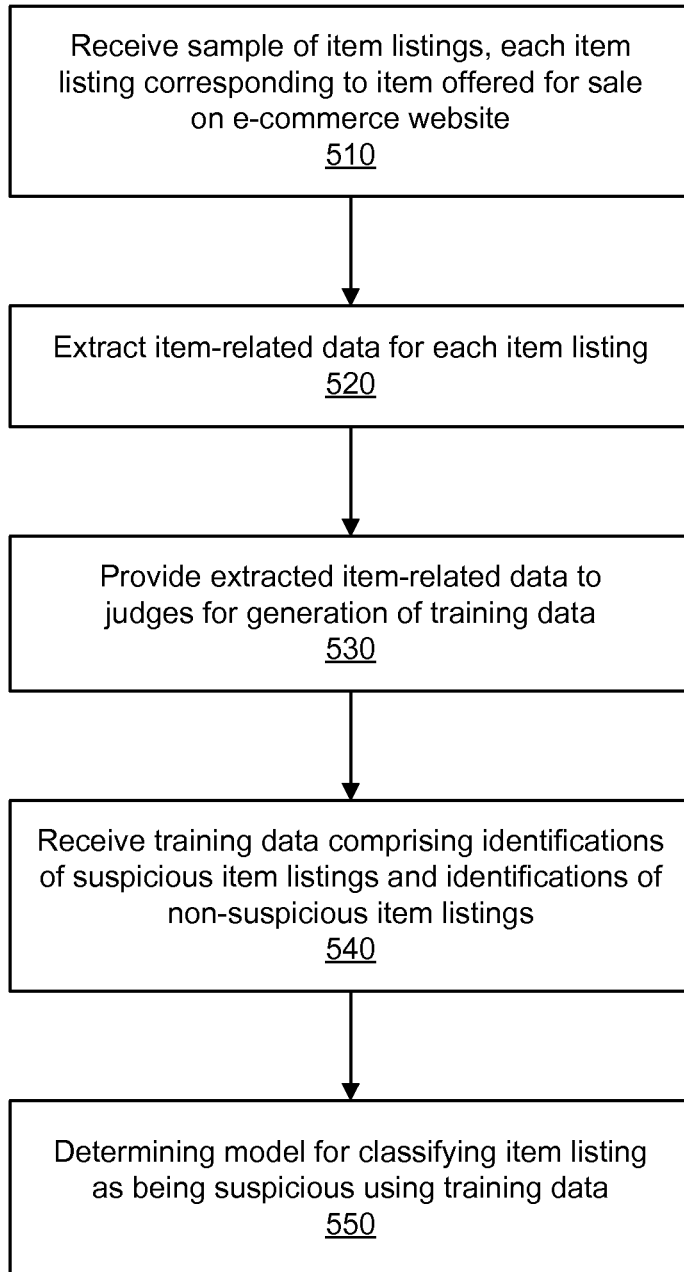 Receive sample of item listings, each item
listing corresponding to item offered for sale
on e-commerce website
510
Extract item-related data for each item listing
520
Provide extracted item-related data to
judges for generation of training data
530
Receive training data comprising identifications
of suspicious item listings and identifications of
non-suspicious item listings
540
Determining model for classifying item listing
as being suspicious using training data
550